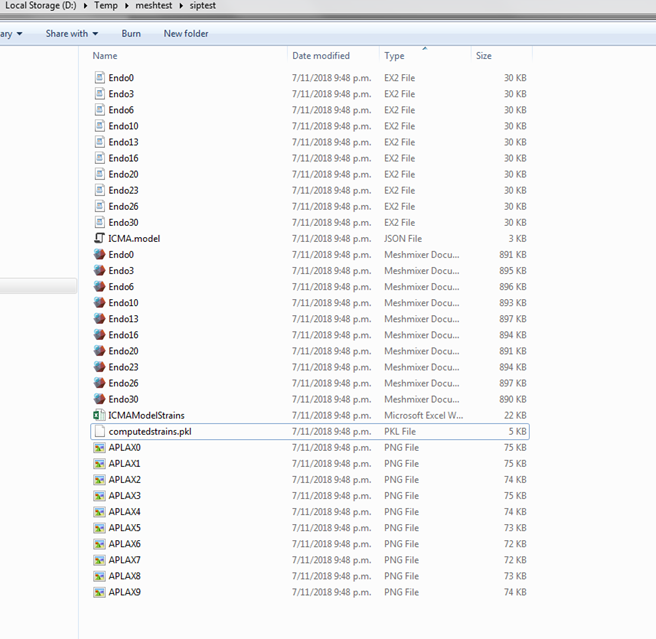 Local Storage (D:) Temp meshtest siptest
ary Share with Burn New folder
Name Date modified Type Size
Endo0 7/11/2018 9:48 p.m. EX2 File 30 KB
Endo3 7/11/2018 9:48 p.m. EX2 File 30 KB
Endo6 7/11/2018 9:48 p.m. EX2 File 30 KB
Endo10 7/11/2018 9:48 p.m. EX2 File 30 KB
Endo13 7/11/2018 9:48 p.m. EX2 File 30 KB
Endo16 7/11/2018 9:48 p.m. EX2 File 30 KB
Endo20 7/11/2018 9:48 p.m. EX2 File 30 KB
Endo23 7/11/2018 9:48 p.m. EX2 File 30 KB
Endo26 7/11/2018 9:48 p.m. EX2 File 30 KB
Endo30 7/11/2018 9:48 p.m. EX2 File 30 KB
ICMA.model 7/11/2018 9:48 p.m. JSON File 3 KB
Endo0 7/11/2018 9:48 p.m. Meshmixer Docu... 891 KB
Endo3 7/11/2018 9:48 p.m. Meshmixer Docu... 895 KB
Endo6 7/11/2018 9:48 p.m. Meshmixer Docu... 896 KB
Endo10 7/11/2018 9:48 p.m. Meshmixer Docu... 893 KB
Endo13 7/11/2018 9:48 p.m. Meshmixer Docu... 897 KB
Endo16 7/11/2018 9:48 p.m. Meshmixer Docu... 894 KB
Endo20 7/11/2018 9:48 p.m. Meshmixer Docu... 891 KB
Endo23 7/11/2018 9:48 p.m. Meshmixer Docu... 894 KB
Endo26 7/11/2018 9:48 p.m. Meshmixer Docu... 897 KB
Endo30 7/11/2018 9:48 p.m. Meshmixer Docu... 890 KB
ICMAModelStrains 7/11/2018 9:48 p.m. Microsoft Excel W... 22 KB
computedstrains.pkl 7/11/2018 9:48 p.m. PKL File 5 KB
APLAX0 7/11/2018 9:48 p.m. PNG File 75 KB
APLAX1 7/11/2018 9:48 p.m. PNG File 75 KB
APLAX2 7/11/2018 9:48 p.m. PNG File 74 KB
APLAX3 7/11/2018 9:48 p.m. PNG File 75 KB
APLAX4 7/11/2018 9:48 p.m. PNG File 74 KB
APLAX5 7/11/2018 9:48 p.m. PNG File 73 KB
APLAX6 7/11/2018 9:48 p.m. PNG File 72 KB
APLAX7 7/11/2018 9:48 p.m. PNG File 72 KB
APLAX8 7/11/2018 9:48 p.m. PNG File 73 KB
APLAX9 7/11/2018 9:48 p.m. PNG File 74 KB